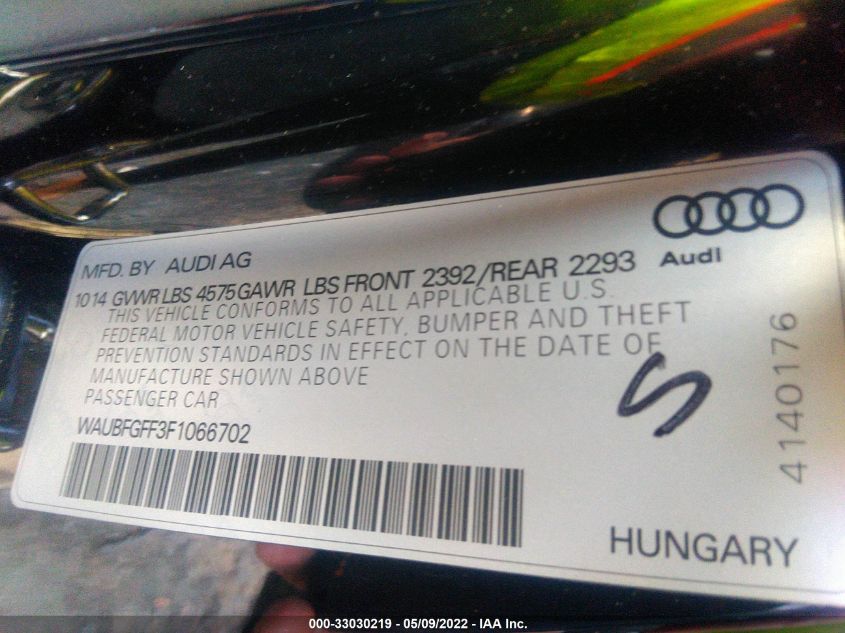 MFD. BY AUDI AG
Audi
1014 GVWR LBS 4575 GAWR LBS FRONT 2392/REAR 2293
THIS VEHICLE CONFORMS TO ALL APPLICABLE U.S.
FEDERAL MOTOR VEHICLE SAFETY, BUMPER AND THEFT
PREVENTION STANDARDS IN EFFECT ON THE DATE OF
MANUFACTURE SHOWN ABOVE
PASSENGER CAR
WAUBFGFF3F1066702
S
4140176
HUNGARY
000-33030219 - 05/09/2022 - IAA Inc.